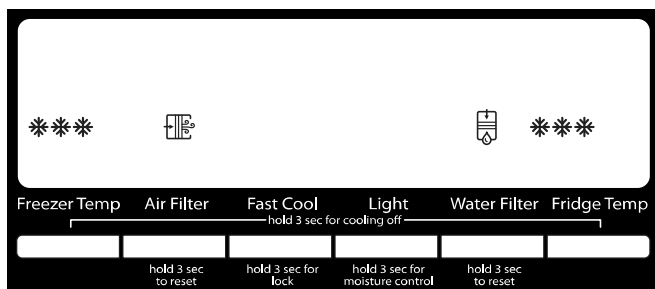 Freezer Temp Air Filter Fast Cool Light Water Filter Fridge Temp
hold 3 sec for cooling off
hold 3 sec
to reset
hold 3 sec for
lock
hold 3 sec for
moisture control
hold 3 sec
to reset